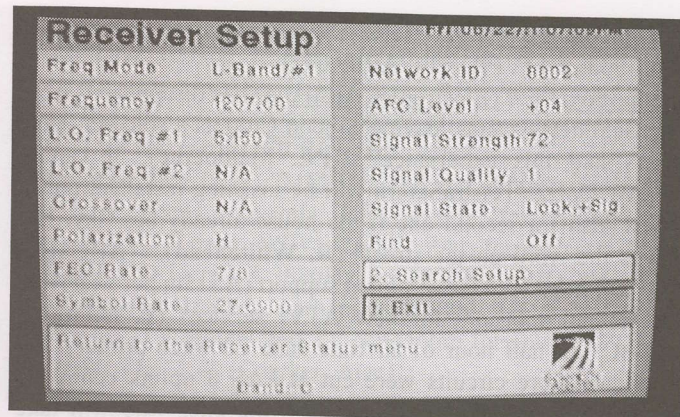 Receiver Setup
Freq Mode L-Band/#1
Frequency 1207.00
L.O. Freq #1 5.150
L.O. Freq #2 N/A
Crossover N/A
Polarization H
FEC Rate 7/8
Symbol Rate 27.6900
Network ID 8002
AFC Level +04
Signal Strength 72
Signal Quality 1
Signal State Lock,+Sig
Find Off
2. Search Setup
1. Exit
Return to the Receiver Status menu
Band: C